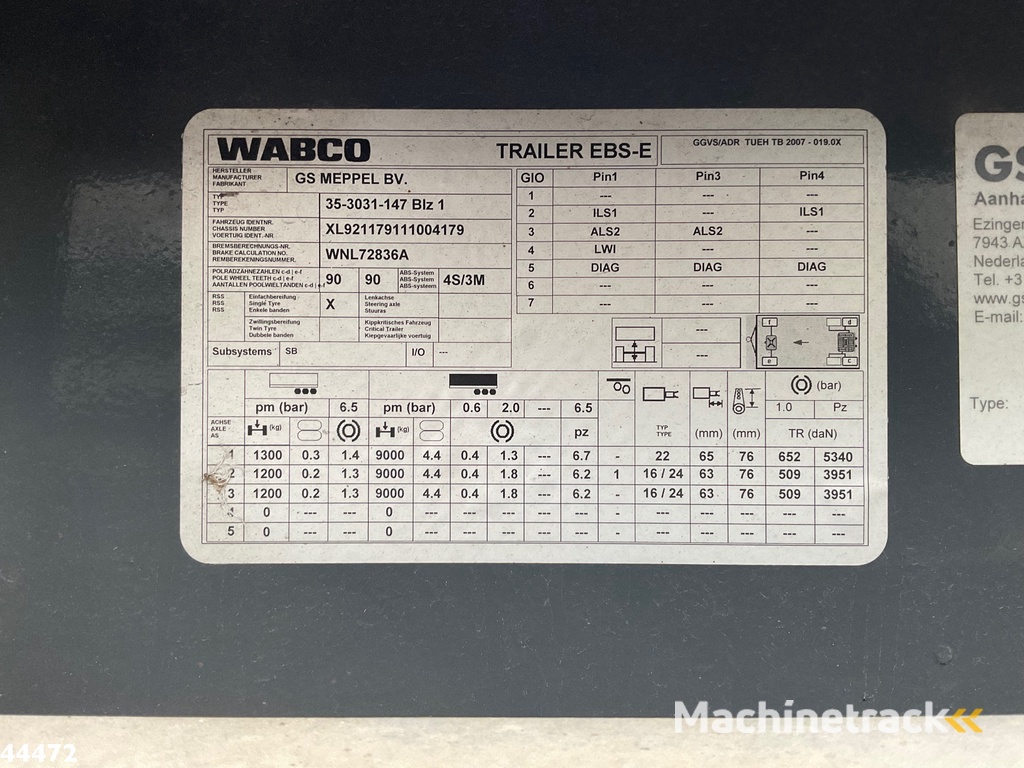 WABCO TRAILER EBS-E GGVS/ADR TUEH TB 2007 - 019.0X
HERSTELLER
MANUFACTURER
FABRIKANT
GS MEPPEL BV.
TYP
TYPE
TYP
35-3031-147 Blz 1
FAHRZEUG IDENTNR.
CHASSIS NUMBER
VOERTUIG IDENT.-NR
XL921179111004179
BREMSBERECHNUNGS-NR.
BRAKE CALCULATION NO.
REMBEREKENINGSNUMMER.
WNL72836A
POLRADZÄHNEZAHLEN c-d | e-f
POLE WHEEL TEETH c-d | e-f
AANTALLEN POOLWELTANDEN c-d | e-f
90 90
ABS-System
ABS-System
ABS-systeem
4S/3M
RSS
RSS
RSS
Einfachbereifung
Single Tyre
Enkele banden
X
Lenkachse
Steering axle
Stuuras
Zwillingsbereifung
Twin Tyre
Dubbele banden
Kippkritisches Fahrzeug
Critical Trailer
Kiepgevaarlijke voertuig
Subsystems SB I/O ---
GIO Pin1 Pin3 Pin4
1 --- --- ---
2 ILS1 --- ILS1
3 ALS2 ALS2 ---
4 LWI --- ---
5 DIAG DIAG DIAG
6 --- --- ---
7 --- --- ---
---
---
f d
e c
(bar)
pm (bar) 6.5 pm (bar) 0.6 2.0 --- 6.5 1.0 Pz
ACHSE
AXLE
AS
(kg) (kg) pz
TYP
TYPE
(mm) (mm) TR (daN)
1 1300 0.3 1.4 9000 4.4 0.4 1.3 --- 6.7 - 22 65 76 652 5340
2 1200 0.2 1.3 9000 4.4 0.4 1.8 --- 6.2 1 16 / 24 63 76 509 3951
3 1200 0.2 1.3 9000 4.4 0.4 1.8 --- 6.2 - 16 / 24 63 76 509 3951
4 0 --- --- 0 --- --- --- --- --- - --- --- --- --- ---
5 0 --- --- 0 --- --- --- --- --- - --- --- --- --- ---
GS
Aanha
Ezingen
7943 A
Nederla
Tel. +3
www.gs
E-mail:
Type:
Machinetrack
44472